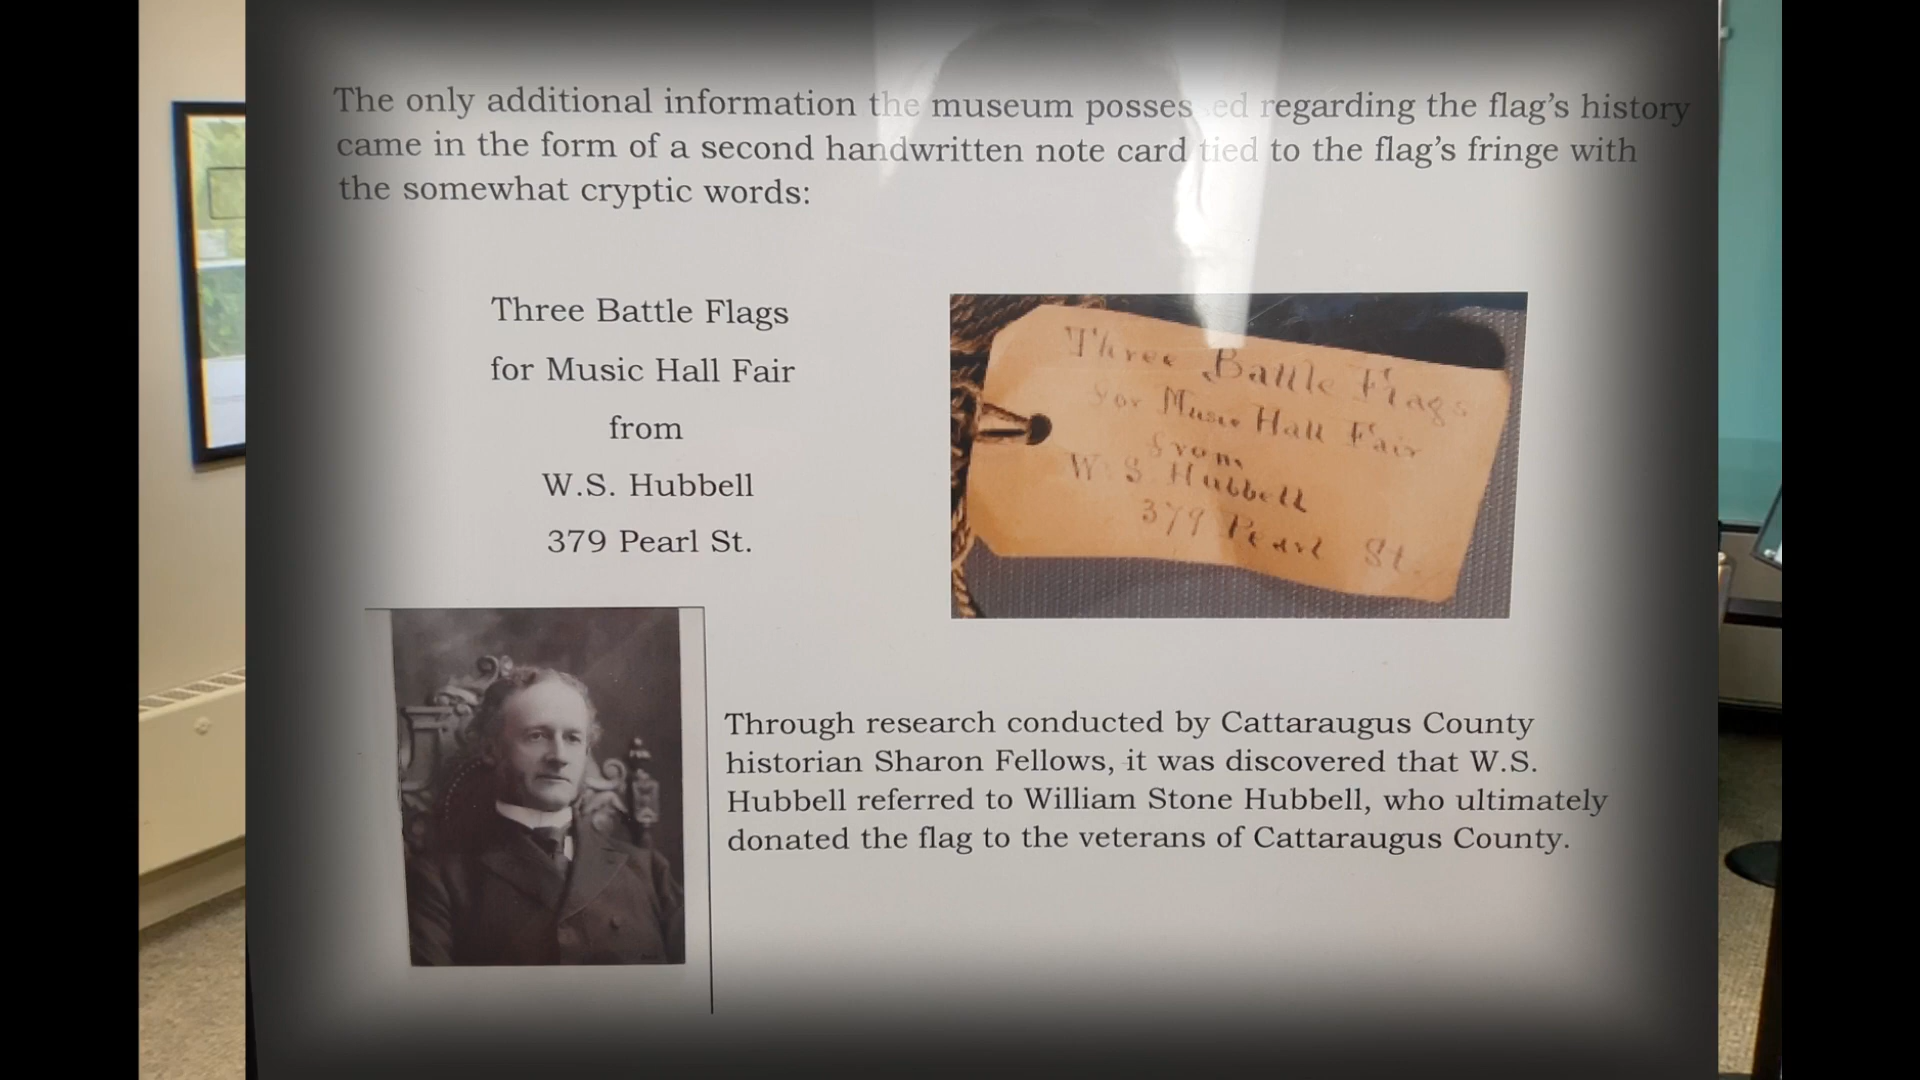 The only additional information the museum posses ed regarding the flag's history
came in the form of a second handwritten note card tied to the flag's fringe with
the somewhat cryptic words:
Three Battle Flags
for Music Hall Fair
from
W.S. Hubbell
379 Pearl St.
Three Battle Flags
for Music Hall Fair
from
W. S. Hubbell
379 Pearl St.
Through research conducted by Cattaraugus County
historian Sharon Fellows, it was discovered that W.S.
Hubbell referred to William Stone Hubbell, who ultimately
donated the flag to the veterans of Cattaraugus County.